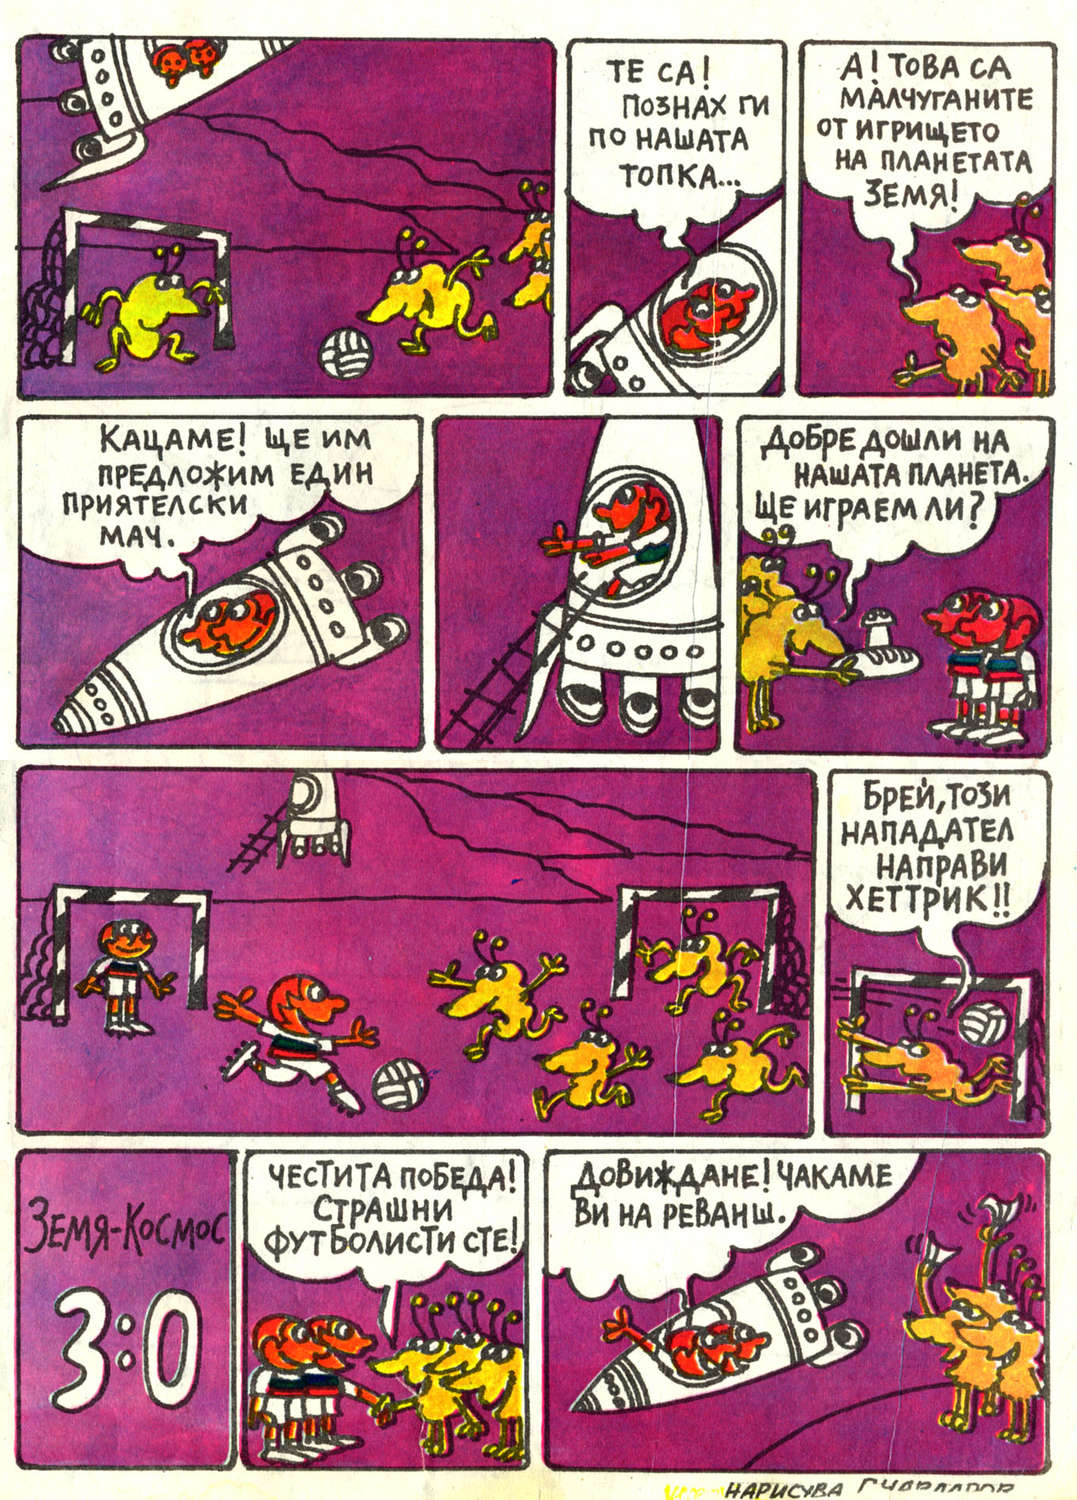 ТЕ СА!
ПОЗНАХ ГИ
ПО НАШАТА
ТОПКА...
А! ТОВА СА
МАЛЧУГАНИТЕ
ОТ ИГРИЩЕТО
НА ПЛАНЕТАТА
ЗЕМЯ!
КАЦАМЕ! ЩЕ ИМ
ПРЕДЛОЖИМ ЕДИН
ПРИЯТЕЛСКИ
МАЧ.
ДОБРЕ ДОШЛИ НА
НАШАТА ПЛАНЕТА.
ЩЕ ИГРАЕМ ЛИ?
БРЕЙ, ТОЗИ
НАПАДАТЕЛ
НАПРАВИ
ХЕТТРИК!!
ЗЕМЯ-КОСМОС
3:0
ЧЕСТИТА ПОБЕДА!
СТРАШНИ
ФУТБОЛИСТИ СТЕ!
ДОВИЖДАНЕ! ЧАКАМЕ
ВИ НА РЕВАНШ.
НАРИСУВА